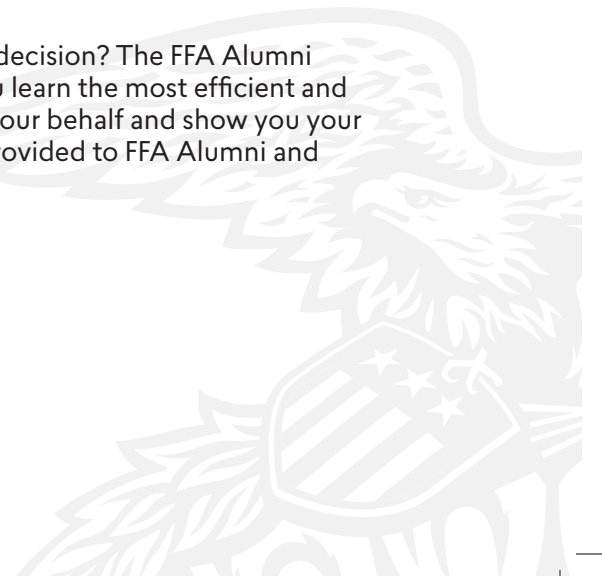 decision? The FFA Alumni
learn the most efficient and
our behalf and show you your
rovided to FFA Alumni and